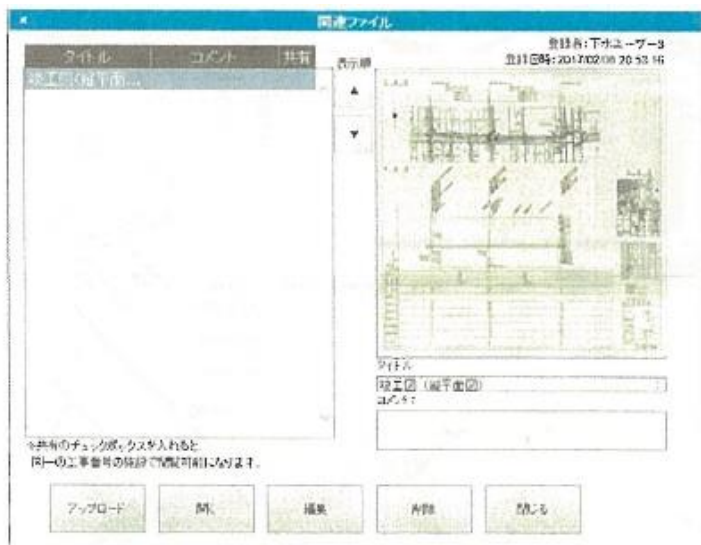 関連ファイル
登録者:下水ユーザー3
登録日時:2017/02/08 20:53:16
タイトル コメント 共有
表示順
▲
竣工図(縦平面...
▼
タイトル:
竣工図(縦平面図)
コメント:
※共有のチェックボックスを入れると
同一の工事番号の施設で閲覧可能になります。
アップロード 開く 編集 削除 閉じる